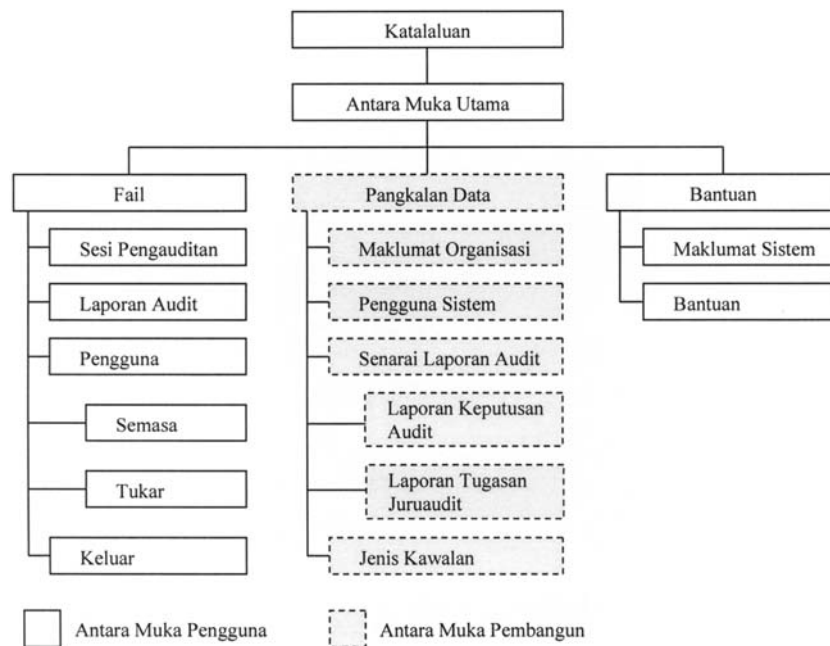 Katalaluan
Antara Muka Utama
Fail
Sesi Pengauditan
Laporan Audit
Pengguna
Semasa
Tukar
Keluar
Pangkalan Data
Maklumat Organisasi
Pengguna Sistem
Senarai Laporan Audit
Laporan Keputusan
Audit
Laporan Tugasan
Juruaudit
Jenis Kawalan
Bantuan
Maklumat Sistem
Bantuan
Antara Muka Pengguna
Antara Muka Pembangun